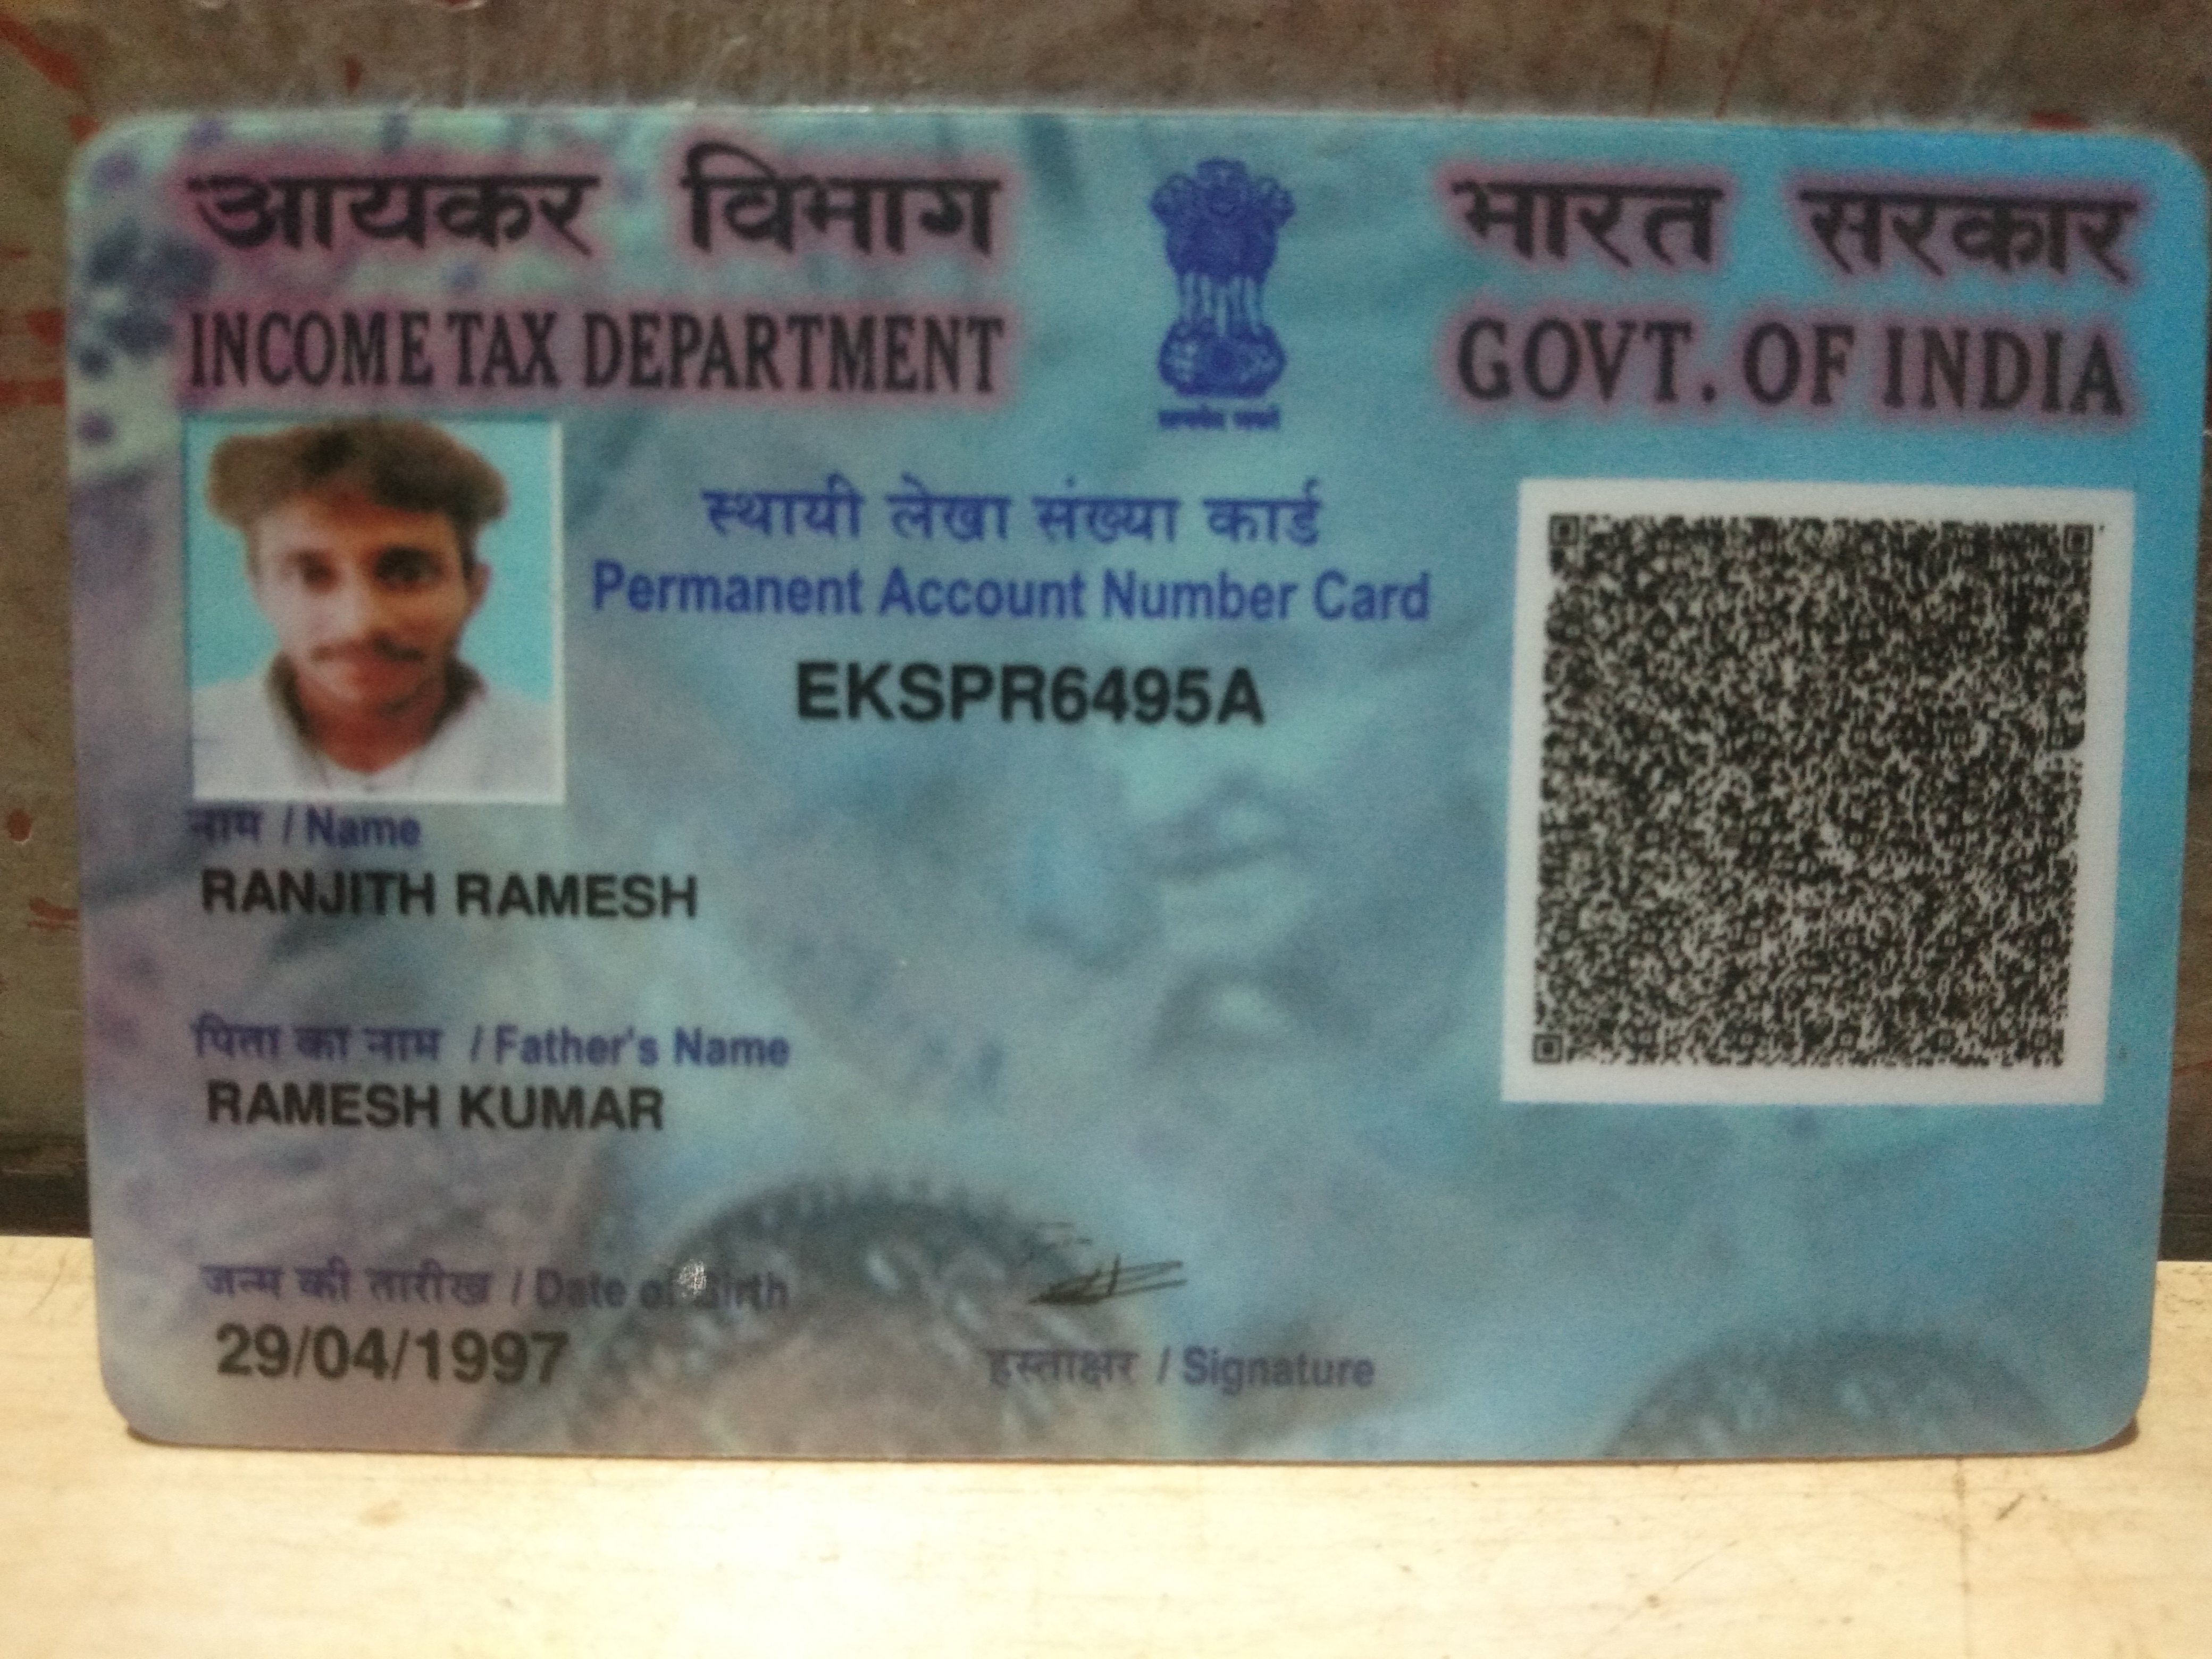 आयकर विभाग
INCOME TAX DEPARTMENT
भारत सरकार
GOVT. OF INDIA
सत्यमेव जयते
स्थायी लेखा संख्या कार्ड
Permanent Account Number Card
EKSPR6495A
नाम / Name
RANJITH RAMESH
पिता का नाम / Father's Name
RAMESH KUMAR
जन्म की तारीख / Date of Birth
29/04/1997
हस्ताक्षर / Signature